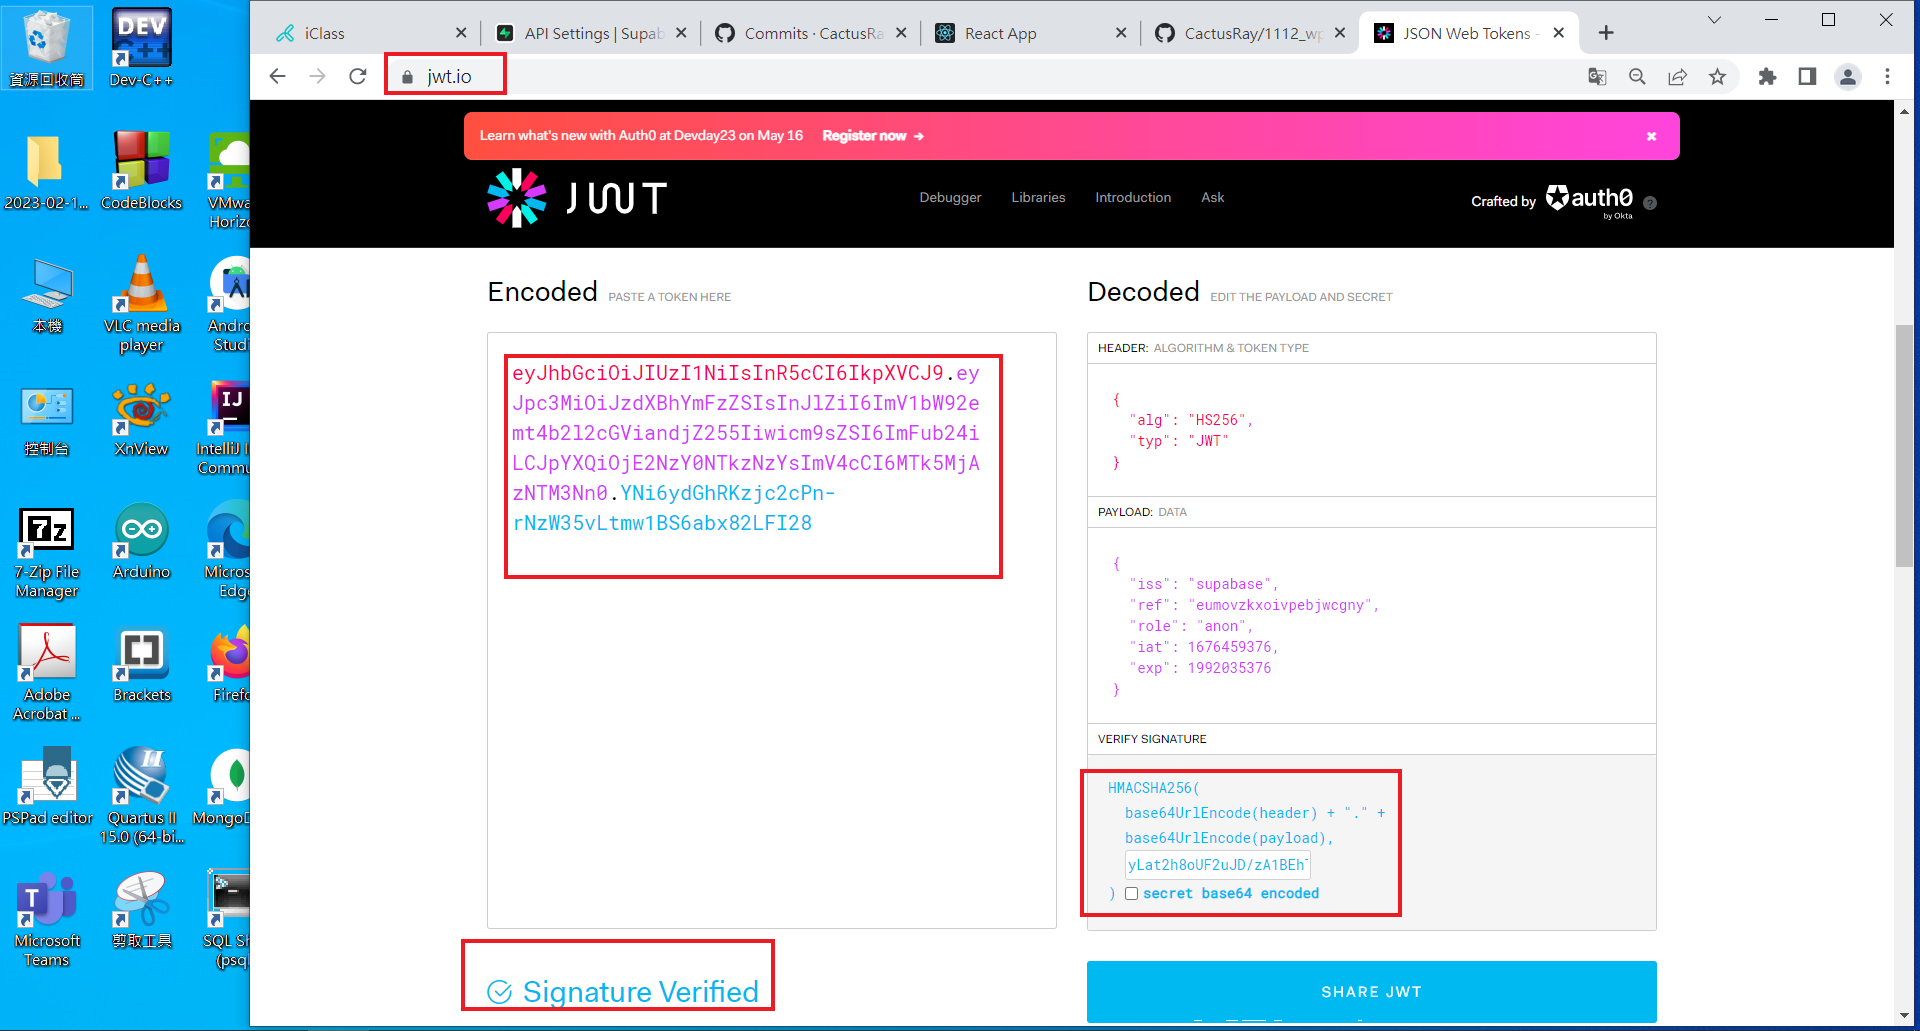 資源回收筒
Dev-C++
2023-02-1...
CodeBlocks
VMwa
Horizo
本機
VLC media
player
Andro
Studi
控制台
XnView
IntelliJ I
Commu
7-Zip File
Manager
Arduino
Micros
Edg
Adobe
Acrobat ...
Brackets
Firefo
PSPad editor
Quartus II
15.0 (64-bi...
MongoD
Microsoft
Teams
剪取工具
SQL Sh
(psq
iClass
API Settings | Supab
Commits · CactusRa
React App
CactusRay/1112_wp
JSON Web Tokens -
jwt.io
Learn what's new with Auth0 at Devday23 on May 16 Register now →
JWT
Debugger
Libraries
Introduction
Ask
Crafted by auth0
by Okta
Encoded PASTE A TOKEN HERE
eyJhbGciOiJIUzI1NiIsInR5cCI6IkpXVCJ9.ey
Jpc3MiOiJzdXBhYmFzZSIsInJlZiI6ImV1bW92e
mt4b2l2cGViandjZ255Iiwicm9sZSI6ImFub24i
LCJpYXQiOjE2NzY0NTkzNzYsImV4cCI6MTk5MjA
zNTM3Nn0.YNi6ydGhRKzjc2cPn-
rNzW35vLtmw1BS6abx82LFI28
Signature Verified
Decoded EDIT THE PAYLOAD AND SECRET
HEADER: ALGORITHM & TOKEN TYPE
{
"alg": "HS256",
"typ": "JWT"
}
PAYLOAD: DATA
{
"iss": "supabase",
"ref": "eumovzkxoivpebjwcgny",
"role": "anon",
"iat": 1676459376,
"exp": 1992035376
}
VERIFY SIGNATURE
HMACSHA256(
base64UrlEncode(header) + "." +
base64UrlEncode(payload),
yLat2h8oUF2uJD/zA1BEh
) secret base64 encoded
SHARE JWT